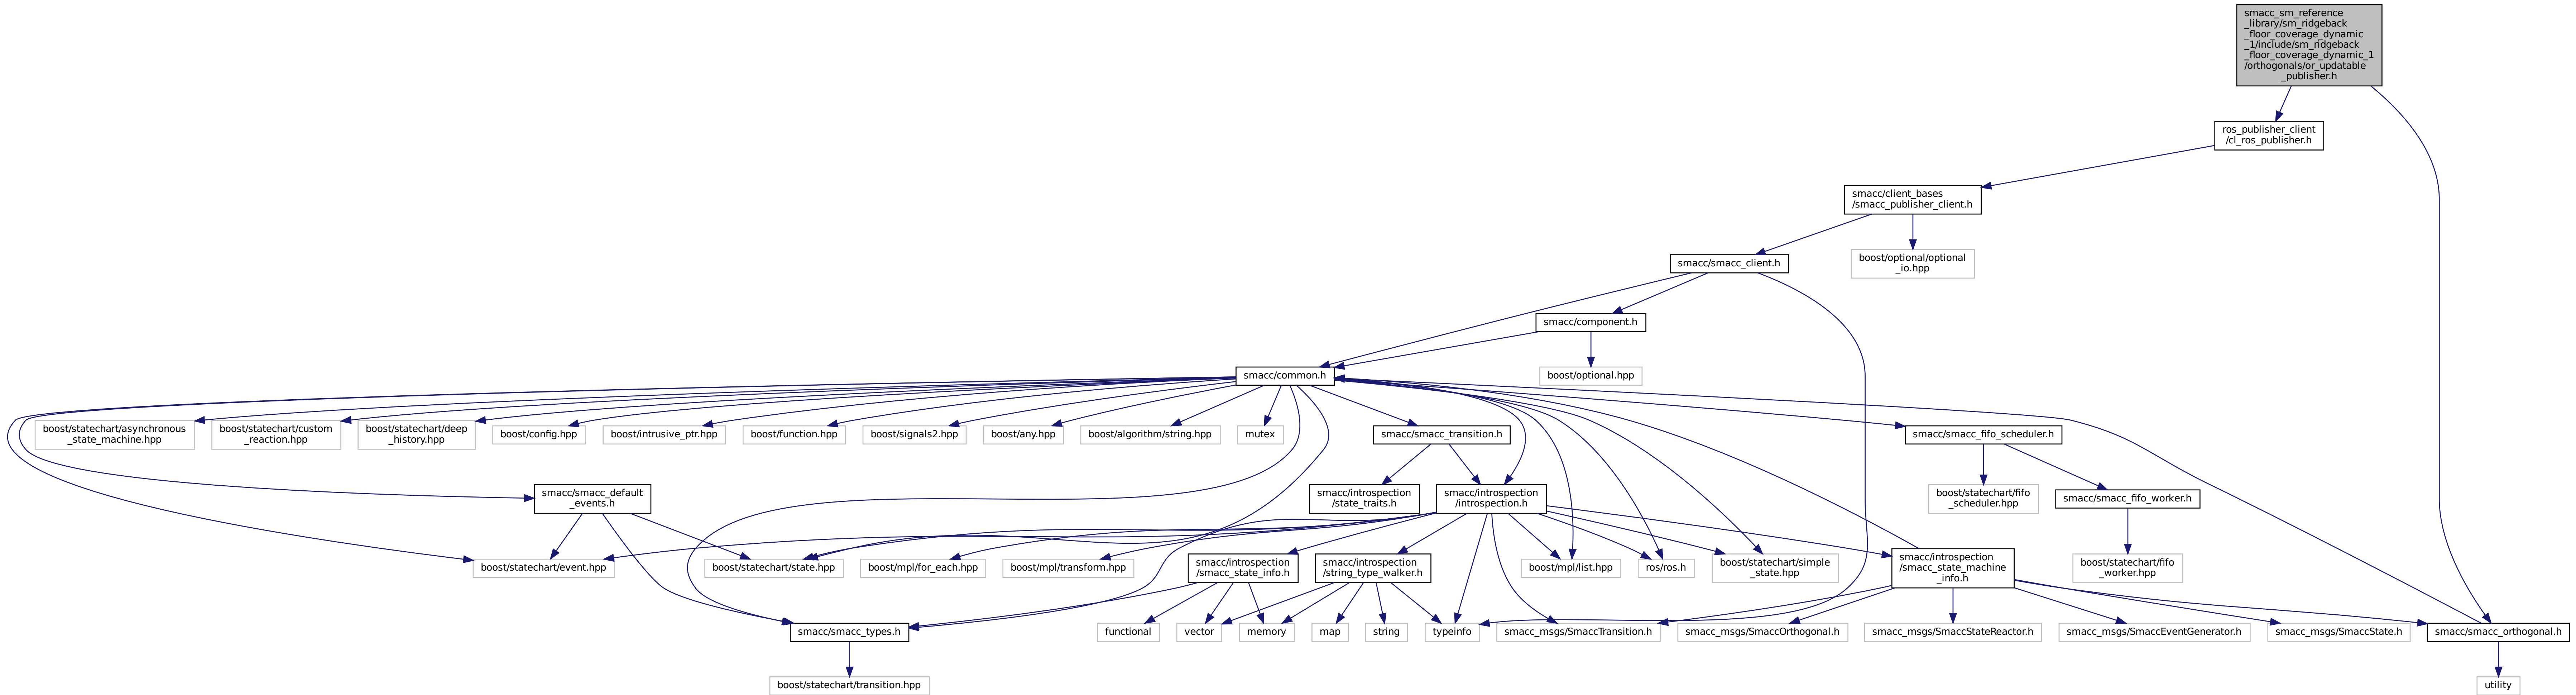 smacc_sm_reference
_library/sm_ridgeback
_floor_coverage_dynamic
_1/include/sm_ridgeback
_floor_coverage_dynamic_1
/orthogonals/or_updatable
_publisher.h
ros_publisher_client
/cl_ros_publisher.h
smacc/client_bases
/smacc_publisher_client.h
smacc/smacc_client.h
boost/optional/optional
_io.hpp
smacc/component.h
smacc/common.h
boost/optional.hpp
boost/statechart/asynchronous
_state_machine.hpp
boost/statechart/custom
_reaction.hpp
boost/statechart/deep
_history.hpp
boost/config.hpp
boost/intrusive_ptr.hpp
boost/function.hpp
boost/signals2.hpp
boost/any.hpp
boost/algorithm/string.hpp
mutex
smacc/smacc_transition.h
smacc/smacc_fifo_scheduler.h
smacc/smacc_default
_events.h
smacc/introspection
/state_traits.h
smacc/introspection
/introspection.h
boost/statechart/fifo
_scheduler.hpp
smacc/smacc_fifo_worker.h
boost/statechart/event.hpp
boost/statechart/state.hpp
boost/mpl/for_each.hpp
boost/mpl/transform.hpp
smacc/introspection
/smacc_state_info.h
smacc/introspection
/string_type_walker.h
boost/mpl/list.hpp
ros/ros.h
boost/statechart/simple
_state.hpp
smacc/introspection
/smacc_state_machine
_info.h
boost/statechart/fifo
_worker.hpp
smacc/smacc_types.h
functional
vector
memory
map
string
typeinfo
smacc_msgs/SmaccTransition.h
smacc_msgs/SmaccOrthogonal.h
smacc_msgs/SmaccStateReactor.h
smacc_msgs/SmaccEventGenerator.h
smacc_msgs/SmaccState.h
smacc/smacc_orthogonal.h
boost/statechart/transition.hpp
utility